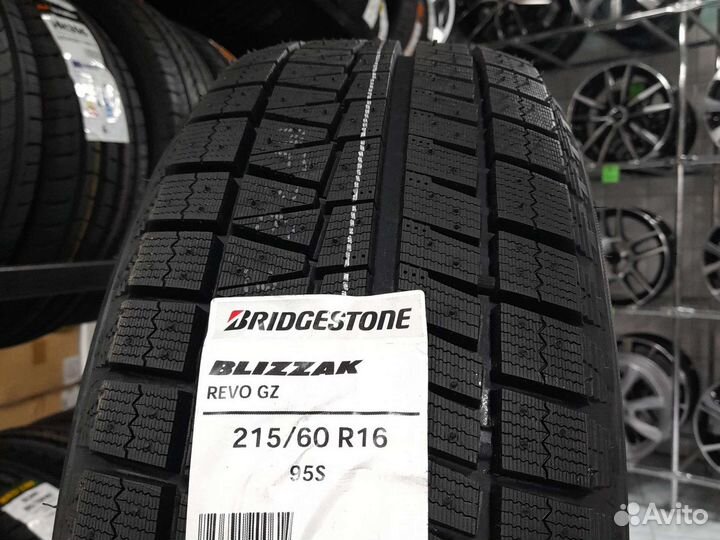 BRIDGESTONE
BLIZZAK
REVO GZ
215/60 R16
95S
Avito